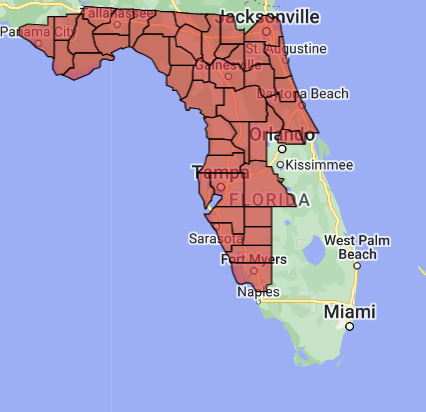 Jacksonville
Tallahassee
Panama City
St. Augustine
Gainesville
Daytona Beach
Orlando
Kissimmee
Tampa
FLORIDA
Sarasota
West Palm
Beach
Fort Myers
Naples
Miami